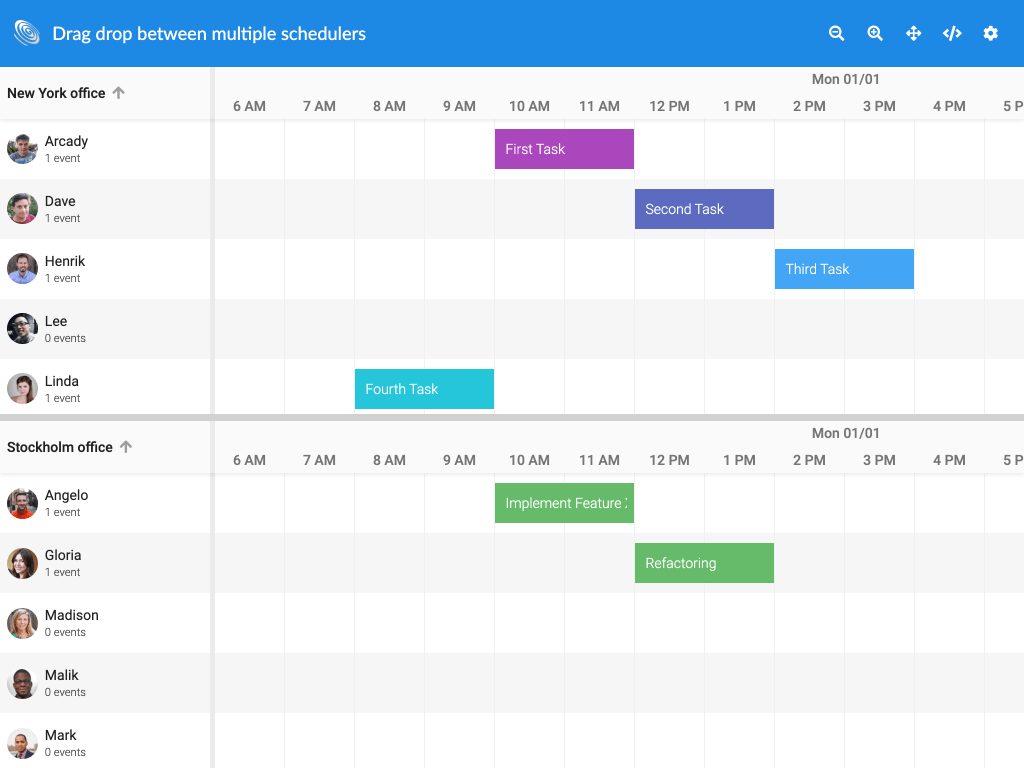 Drag drop between multiple schedulers
New York office
Mon 01/01
6 AM 7 AM 8 AM 9 AM 10 AM 11 AM 12 PM 1 PM 2 PM 3 PM 4 PM 5 P
Arcady
1 event
First Task
Dave
1 event
Second Task
Henrik
1 event
Third Task
Lee
0 events
Linda
1 event
Fourth Task
Stockholm office
Mon 01/01
6 AM 7 AM 8 AM 9 AM 10 AM 11 AM 12 PM 1 PM 2 PM 3 PM 4 PM 5 P
Angelo
1 event
Implement Feature
Gloria
1 event
Refactoring
Madison
0 events
Malik
0 events
Mark
0 events